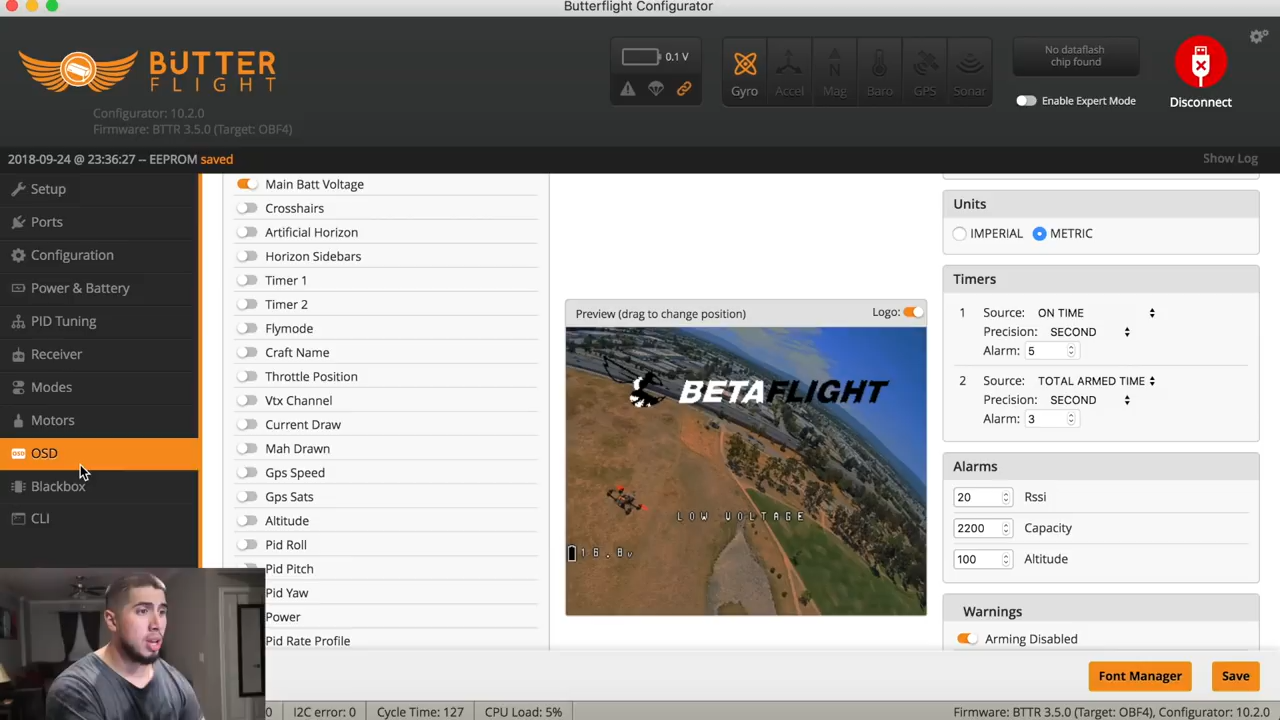 Butterflight Configurator
BUTTER
FLIGHT
Configurator: 10.2.0
Firmware: BTTR 3.5.0 (Target: OBF4)
0.1 V
Gyro
Accel
Mag
Baro
GPS
Sonar
No dataflash
chip found
Enable Expert Mode
Disconnect
2018-09-24 @ 23:36:27 -- EEPROM saved
Show Log
Setup
Ports
Configuration
Power & Battery
PID Tuning
Receiver
Modes
Motors
OSD OSD
Blackbox
CLI
Main Batt Voltage
Crosshairs
Artificial Horizon
Horizon Sidebars
Timer 1
Timer 2
Flymode
Craft Name
Throttle Position
Vtx Channel
Current Draw
Mah Drawn
Gps Speed
Gps Sats
Altitude
Pid Roll
Pid Pitch
Pid Yaw
Power
Pid Rate Profile
Preview (drag to change position)
Logo:
BETAFLIGHT
LOW VOLTAGE
16.8v
Units
IMPERIAL
METRIC
Timers
1 Source: ON TIME
Precision: SECOND
Alarm: 5
2 Source: TOTAL ARMED TIME
Precision: SECOND
Alarm: 3
Alarms
20 Rssi
2200 Capacity
100 Altitude
Warnings
Arming Disabled
Font Manager
Save
0
I2C error: 0
Cycle Time: 127
CPU Load: 5%
Firmware: BTTR 3.5.0 (Target: OBF4), Configurator: 10.2.0